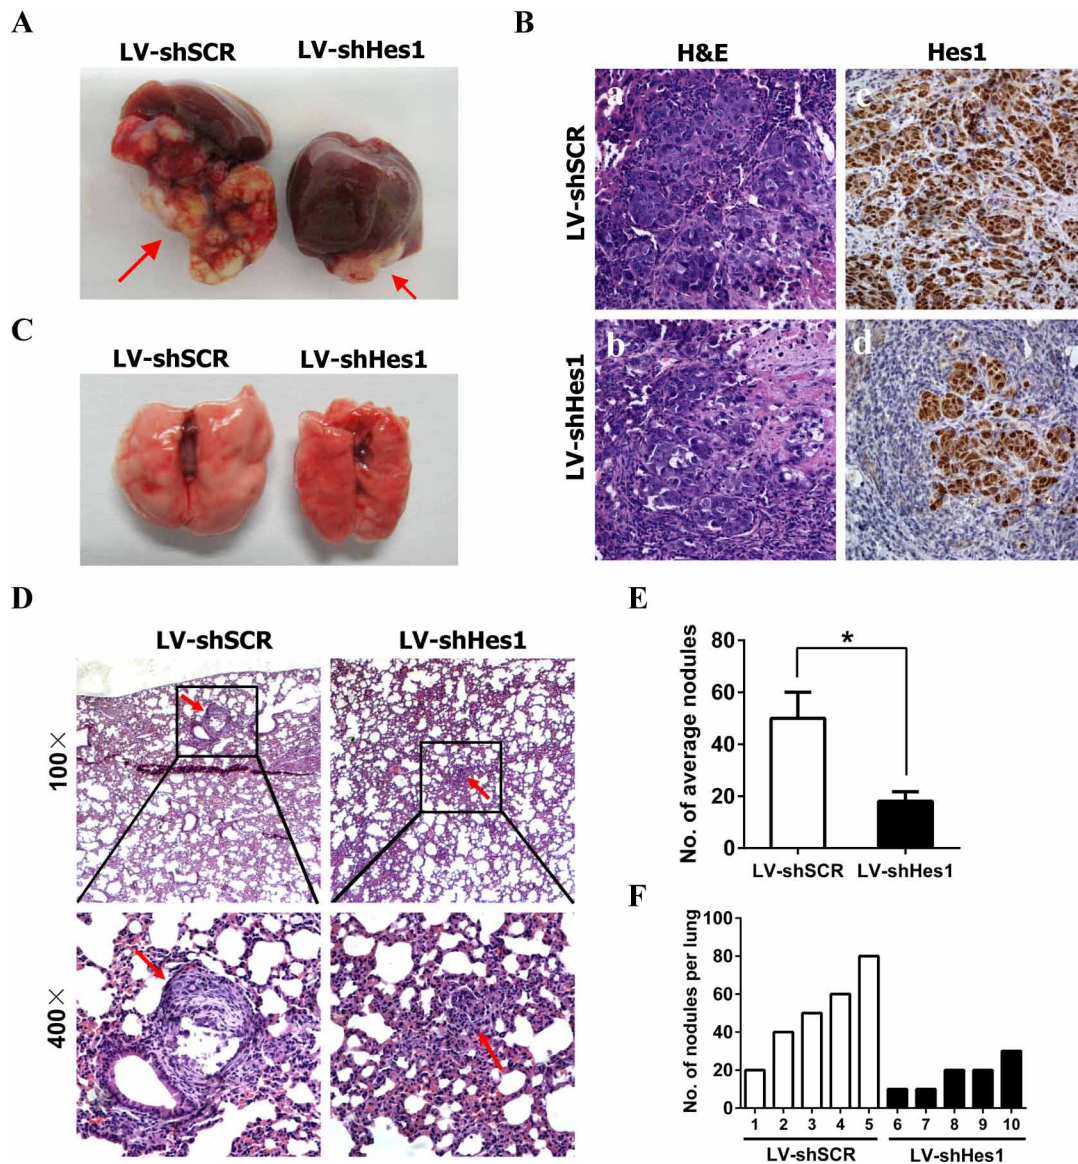 A
LV-shSCR LV-shHes1
B
H&E Hes1
LV-shSCR
a c
LV-shHes1
b d
C
LV-shSCR LV-shHes1
D
LV-shSCR LV-shHes1
100×
400×
E
No. of average nodules
80
60
40
20
0
*
LV-shSCR LV-shHes1
F
No. of nodules per lung
100
80
60
40
20
0
1 2 3 4 5 6 7 8 9 10
LV-shSCR LV-shHes1